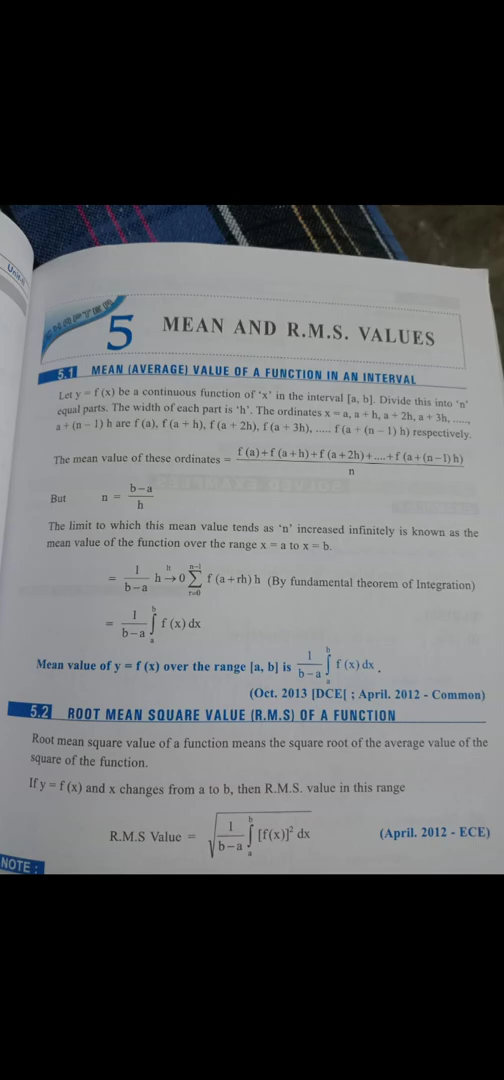 Unit-II
CHAPTER
5 MEAN AND R.M.S. VALUES
5.1 MEAN (AVERAGE) VALUE OF A FUNCTION IN AN INTERVAL
Let y = f (x) be a continuous function of ‘x’ in the interval [a, b]. Divide this into ‘n’
equal parts. The width of each part is ‘h’. The ordinates x = a, a + h, a + 2h, a + 3h, .....,
a + (n – 1) h are f (a), f (a + h), f (a + 2h), f (a + 3h), ..... f (a + (n – 1) h) respectively.
The mean value of these ordinates = (f (a)+f (a+h)+f (a+2h)+....+f (a+(n-1)h)) / n
But n = (b-a) / h
The limit to which this mean value tends as ‘n’ increased infinitely is known as the
mean value of the function over the range x = a to x = b.
= 1/(b-a) lt h→0 ∑_{r=0}^{n-1} f (a+rh) h (By fundamental theorem of Integration)
= 1/(b-a) ∫_a^b f (x) dx
Mean value of y = f (x) over the range [a, b] is 1/(b-a) ∫_a^b f (x) dx .
(Oct. 2013 [DCE[ ; April. 2012 - Common)
5.2 ROOT MEAN SQUARE VALUE (R.M.S) OF A FUNCTION
Root mean square value of a function means the square root of the average value of the
square of the function.
If y = f (x) and x changes from a to b, then R.M.S. value in this range
R.M.S Value = √(1/(b-a) ∫_a^b [f(x)]² dx) (April. 2012 - ECE)
NOTE :